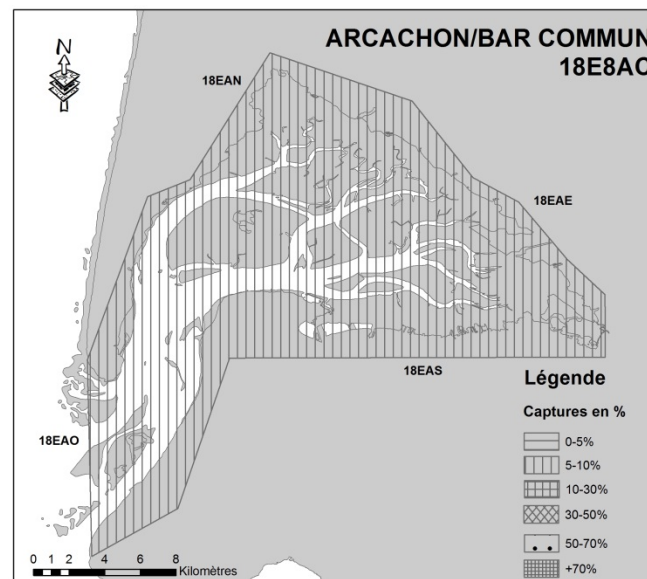 ARCACHON/BAR COMMUN
18E8AC
N
18EAN
18EAE
18EAS
18EAO
Légende
Captures en %
0-5%
5-10%
10-30%
30-50%
50-70%
+70%
0 1 2 4 6 8
Kilomètres